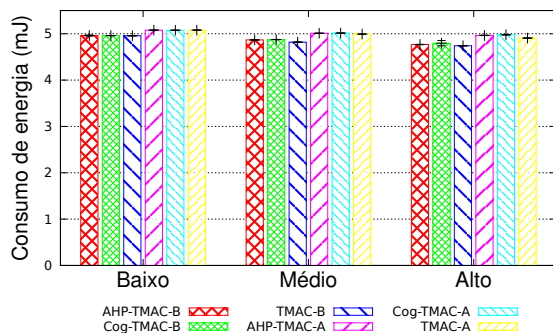 Consumo de energia (mJ)
5
4
3
2
1
0
Baixo Médio Alto
AHP-TMAC-B TMAC-B Cog-TMAC-A
Cog-TMAC-B AHP-TMAC-A TMAC-A